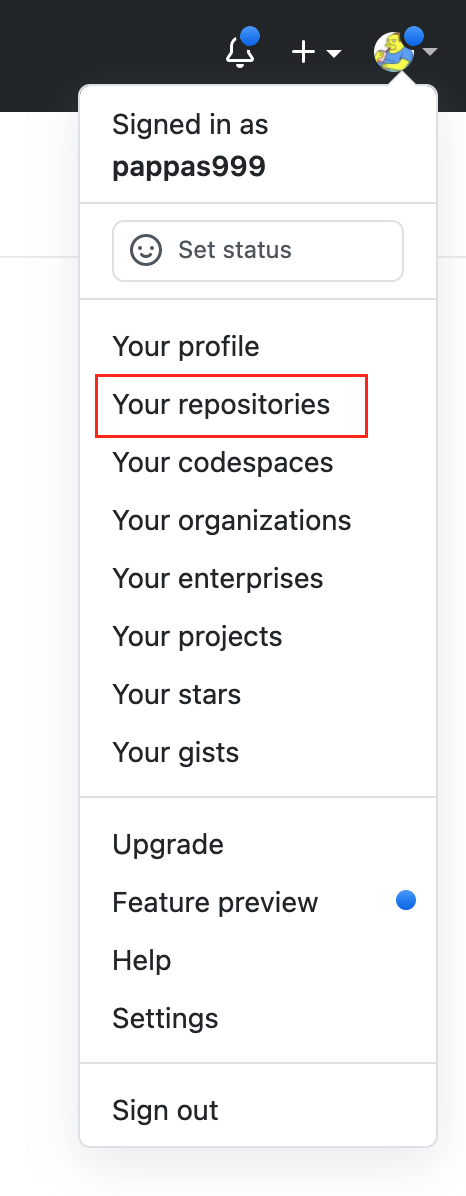 Signed in as
pappas999
Set status
Your profile
Your repositories
Your codespaces
Your organizations
Your enterprises
Your projects
Your stars
Your gists
Upgrade
Feature preview
Help
Settings
Sign out